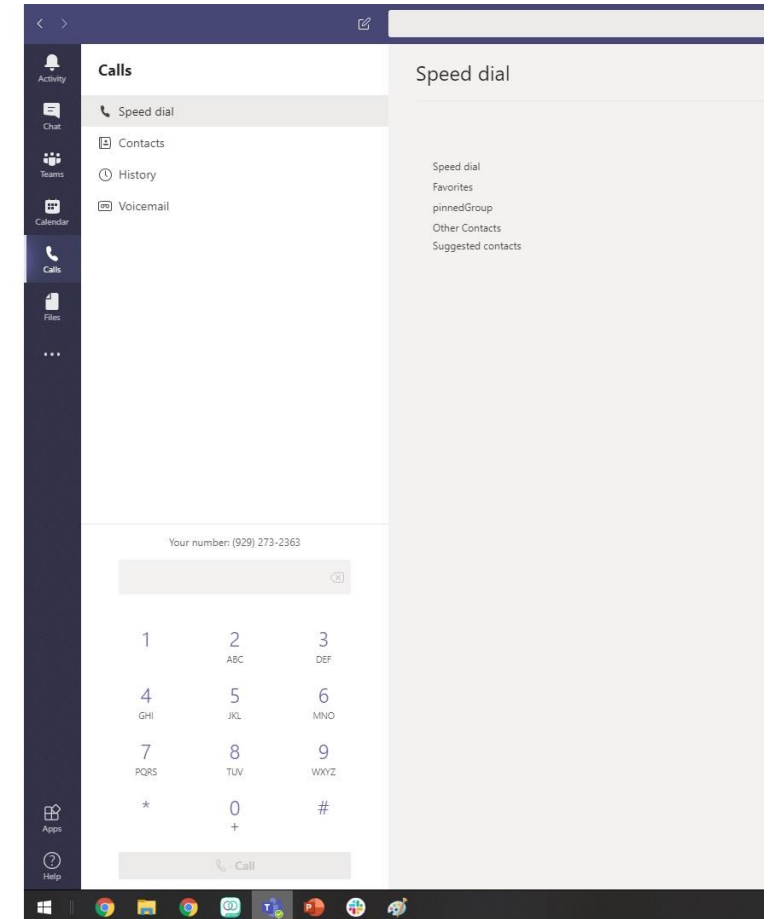 Activity
Chat
Teams
Calendar
Calls
Files
Apps
Help
Calls
Speed dial
Contacts
History
Voicemail
Your number: (929) 273-2363
1 2 3
ABC DEF
4 5 6
GHI JKL MNO
7 8 9
PQRS TUV WXYZ
* 0 #
+
Call
Speed dial
Speed dial
Favorites
pinnedGroup
Other Contacts
Suggested contacts